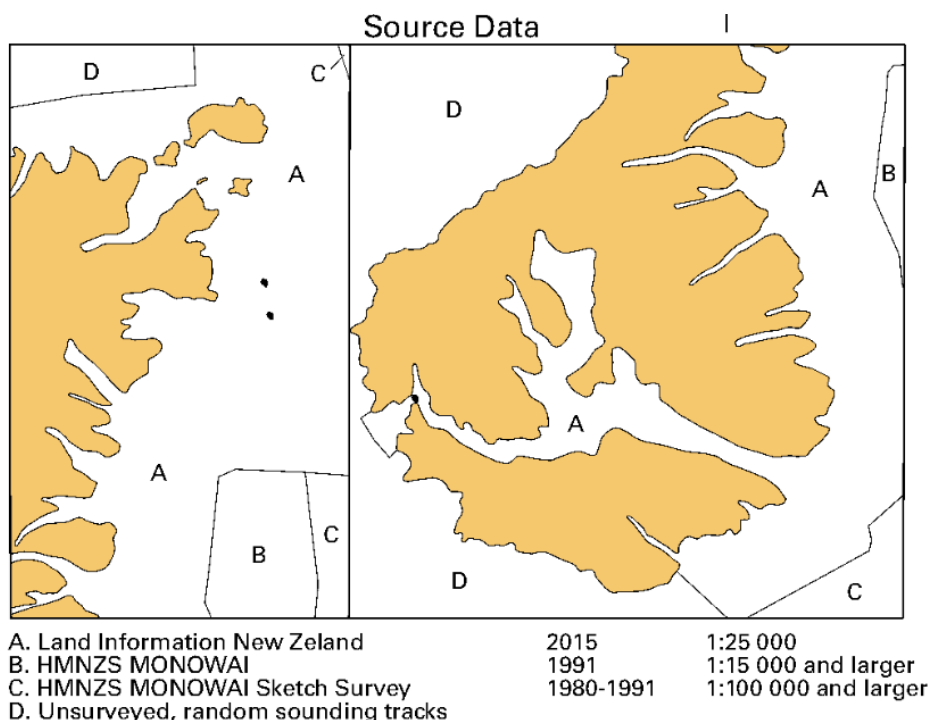 Source Data
D
C
A
A
B
C
D
A
B
A
D
C
A. Land Information New Zeland 2015 1:25 000
B. HMNZS MONOWAI 1991 1:15 000 and larger
C. HMNZS MONOWAI Sketch Survey 1980-1991 1:100 000 and larger
D. Unsurveyed, random sounding tracks